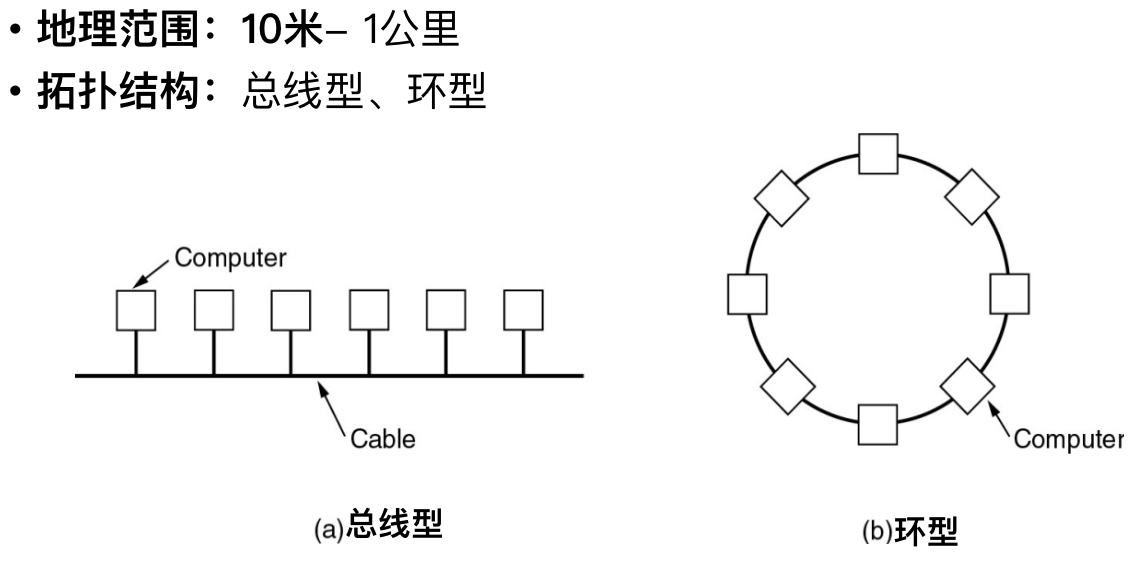 • 地理范围：10米– 1公里
• 拓扑结构：总线型、环型
Computer
Cable
Computer
(a)总线型
(b)环型